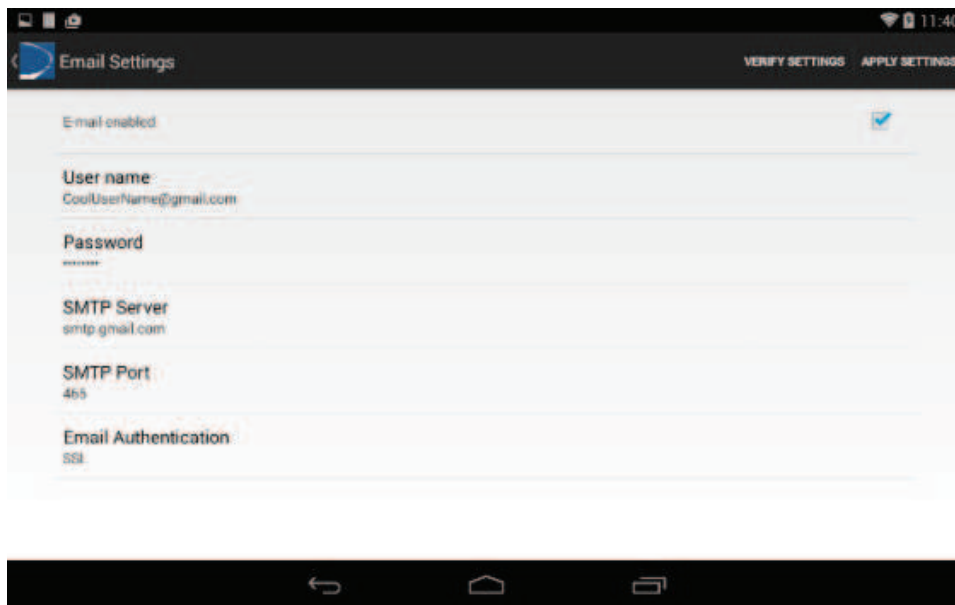 11:40
Email Settings
VERIFY SETTINGS APPLY SETTINGS
E-mail enabled
User name
CoolUserName@gmail.com
Password
••••••••
SMTP Server
smtp.gmail.com
SMTP Port
465
Email Authentication
SSL